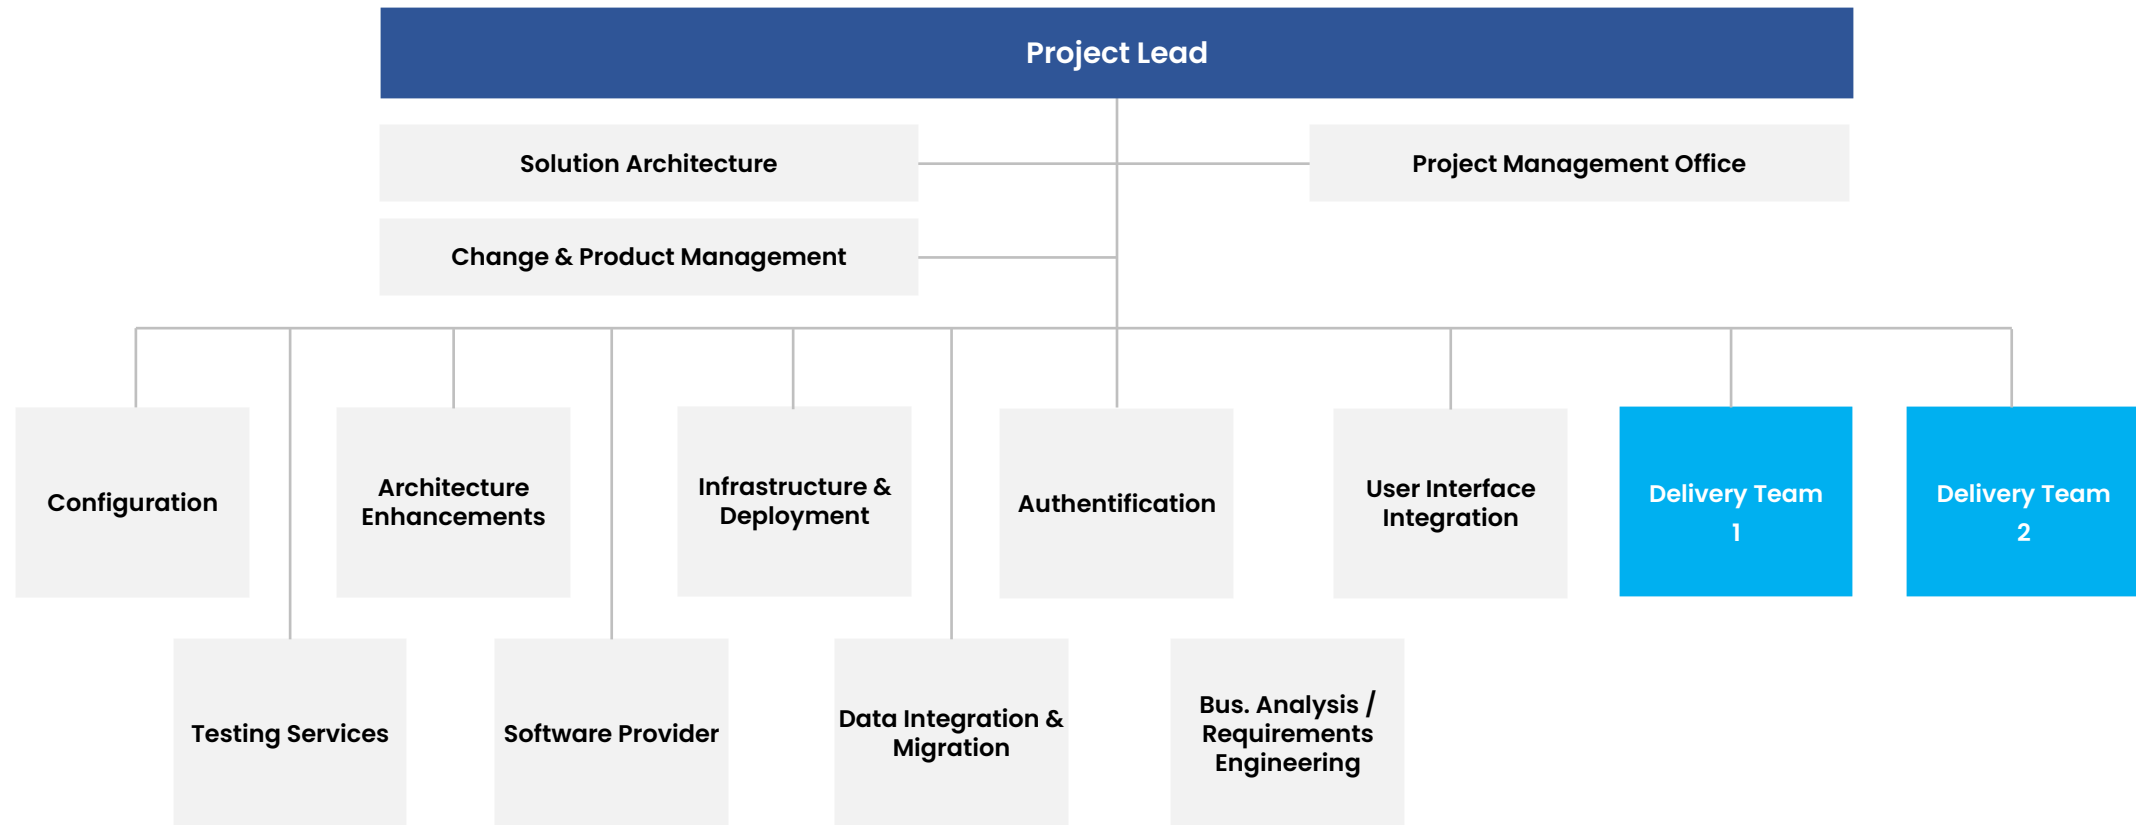 Project Lead
Solution Architecture
Project Management Office
Change & Product Management
Configuration
Architecture
Enhancements
Infrastructure &
Deployment
Authentification
User Interface
Integration
Delivery Team
1
Delivery Team
2
Testing Services
Software Provider
Data Integration &
Migration
Bus. Analysis /
Requirements
Engineering